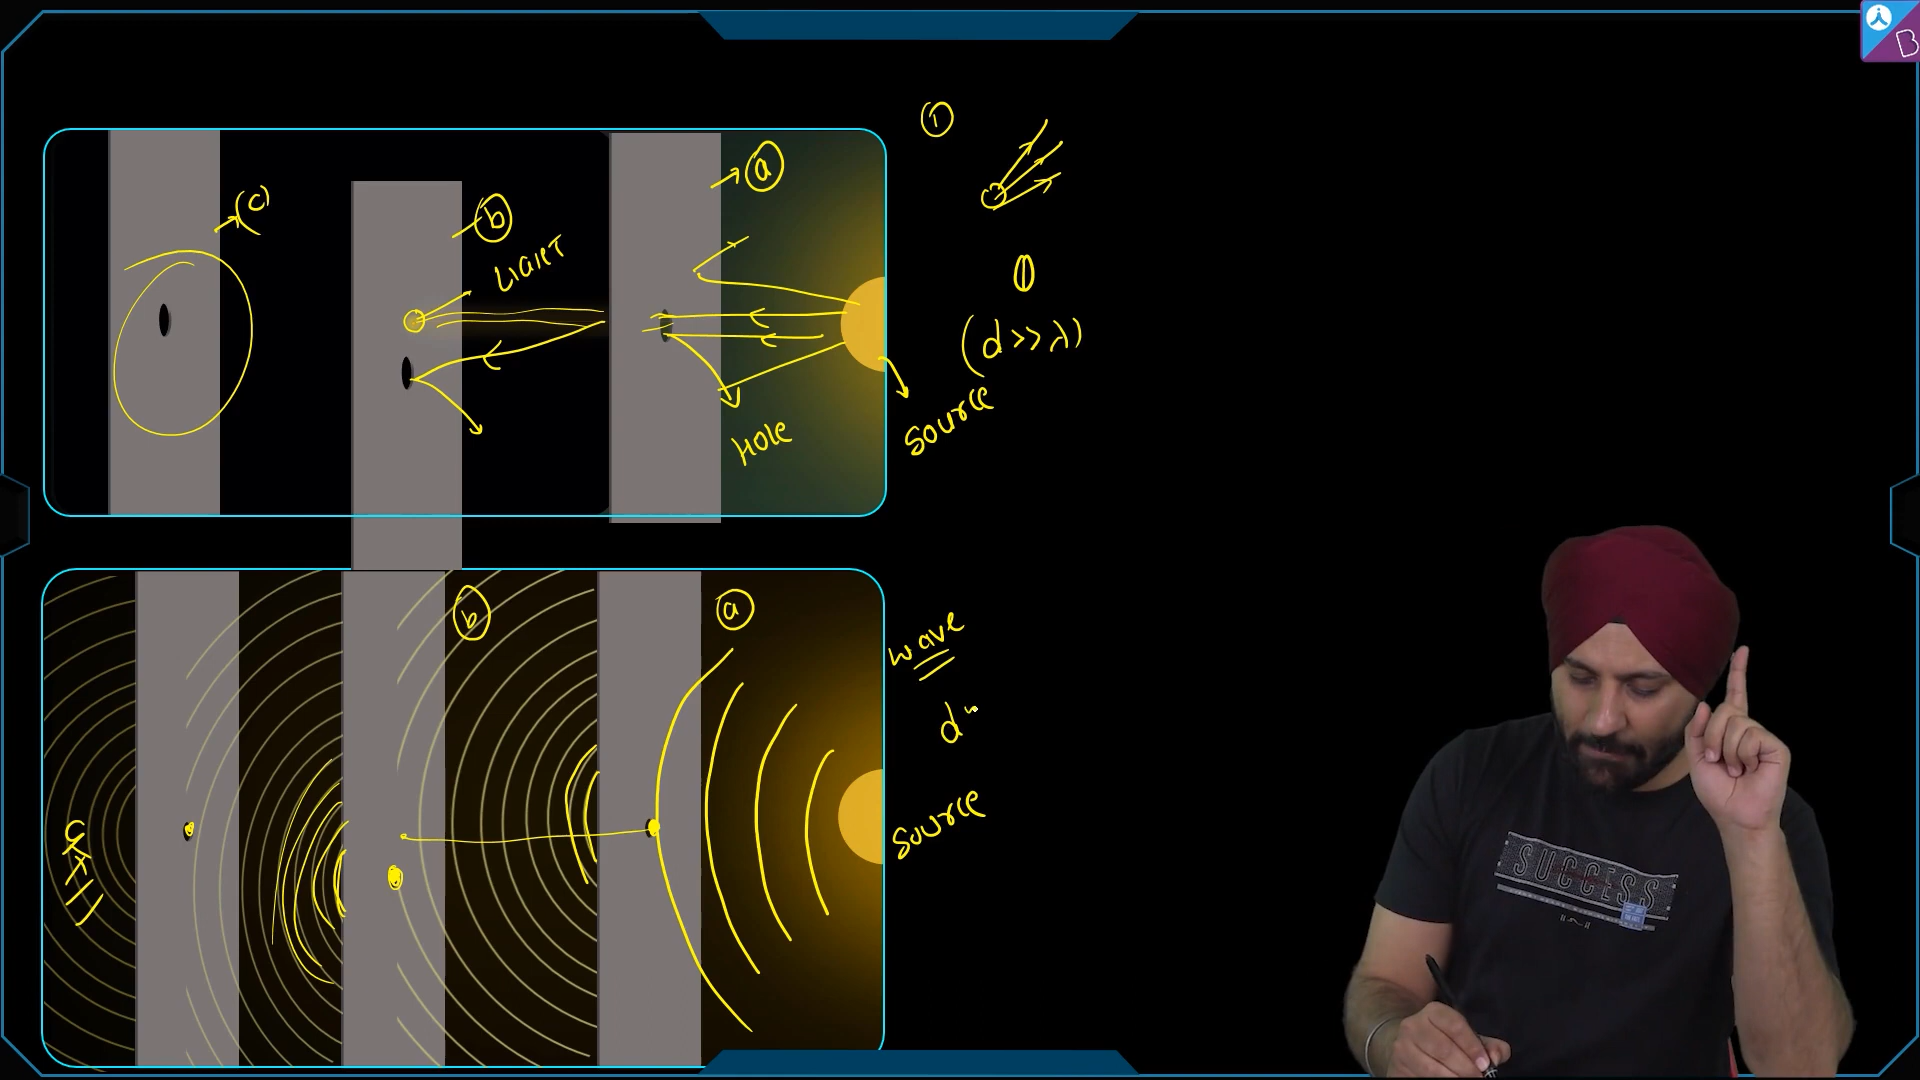 ①
(c)
a
b
LIGHT
(d>>λ)
Source
HOLE
b
a
wave
d~
Source
SUCCESS
B